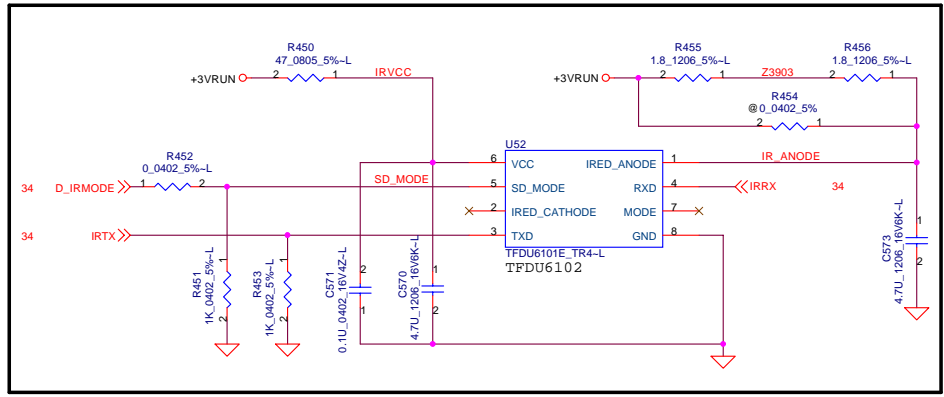 R450
47_0805_5%~L
+3VRUN
2
1
IRVCC
R455
1.8_1206_5%~L
R456
1.8_1206_5%~L
+3VRUN
2
1
Z3903
2
1
R454
@0_0402_5%
2
1
U52
R452
0_0402_5%~L
6
VCC
IRED_ANODE
1
IR_ANODE
34
D_IRMODE
1
2
SD_MODE
5
SD_MODE
RXD
4
IRRX
34
2
IRED_CATHODE
MODE
7
34
IRTX
3
TXD
GND
8
TFDU6101E_TR4~L
TFDU6102
R451
1K_0402_5%~L
1
2
R453
1K_0402_5%~L
1
2
C571
0.1U_0402_16V4Z~L
2
1
C570
4.7U_1206_16V6K~L
1
2
C573
4.7U_1206_16V6K~L
1
2